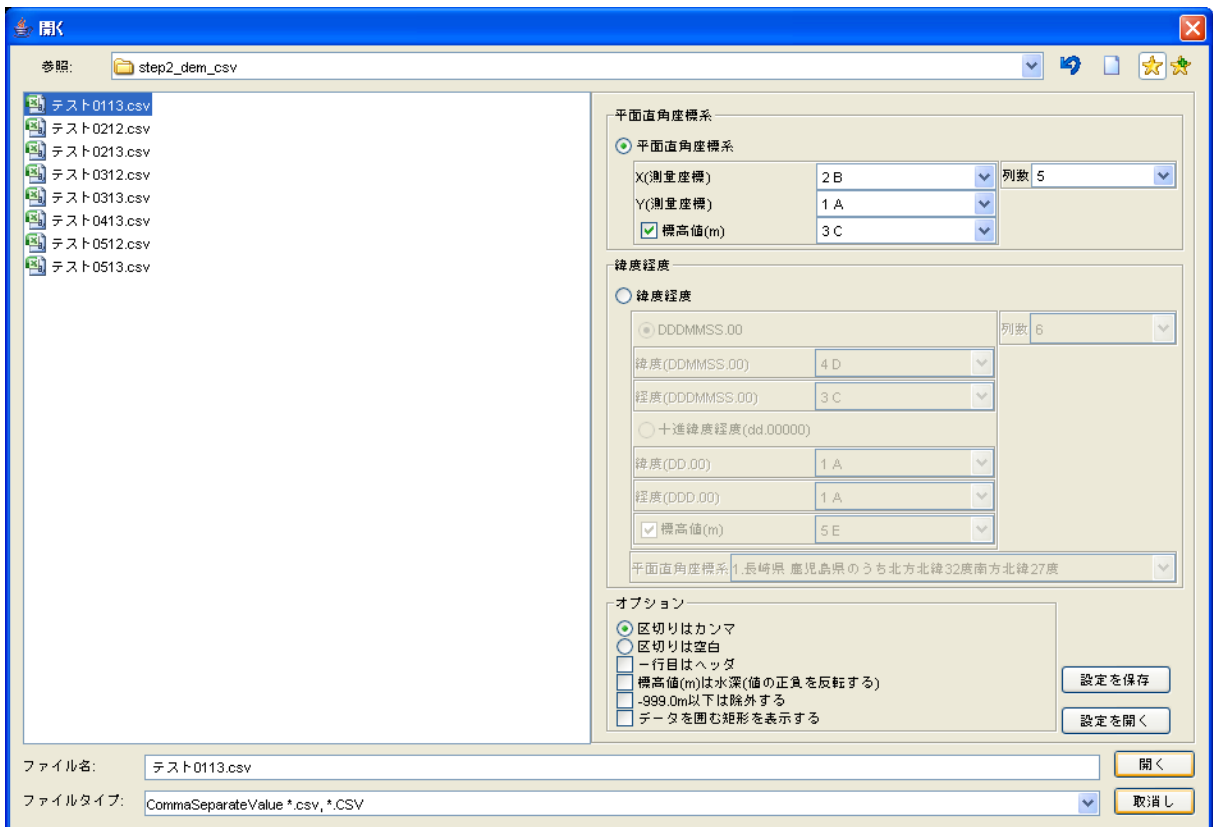 開く
参照: step2_dem_csv
テスト0113.csv
テスト0212.csv
テスト0213.csv
テスト0312.csv
テスト0313.csv
テスト0413.csv
テスト0512.csv
テスト0513.csv
平面直角座標系
平面直角座標系
X(測量座標) 2 B 列数 5
Y(測量座標) 1 A
標高値(m) 3 C
緯度経度
緯度経度
DDDMMSS.00 列数 6
緯度(DDMMSS.00) 4 D
経度(DDDMMSS.00) 3 C
十進緯度経度(dd.00000)
緯度(DD.00) 1 A
経度(DDD.00) 1 A
標高値(m) 5 E
平面直角座標系 1.長崎県 鹿児島県のうち北方北緯32度南方北緯27度
オプション
区切りはカンマ
区切りは空白
一行目はヘッダ
標高値(m)は水深(値の正負を反転する)
-999.0m以下は除外する
データを囲む矩形を表示する
設定を保存
設定を開く
ファイル名: テスト0113.csv 開く
ファイルタイプ: CommaSeparateValue *.csv, *.CSV 取消し